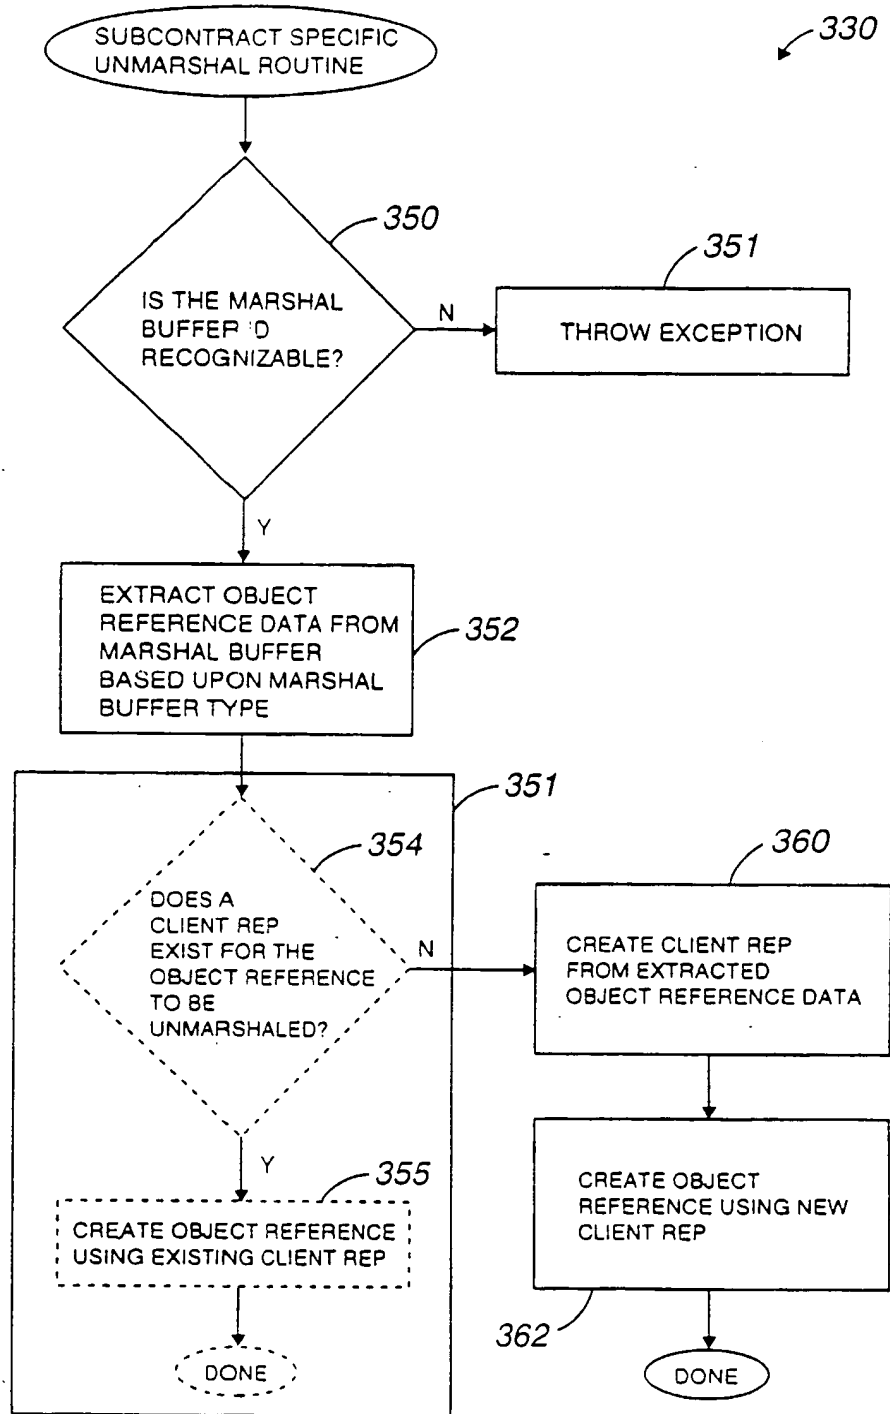 SUBCONTRACT SPECIFIC
UNMARSHAL ROUTINE
330
350
IS THE MARSHAL
BUFFER 'D
RECOGNIZABLE?
N
351
THROW EXCEPTION
Y
EXTRACT OBJECT
REFERENCE DATA FROM
MARSHAL BUFFER
BASED UPON MARSHAL
BUFFER TYPE
352
351
354
DOES A
CLIENT REP
EXIST FOR THE
OBJECT REFERENCE
TO BE
UNMARSHALED?
N
360
CREATE CLIENT REP
FROM EXTRACTED
OBJECT REFERENCE DATA
Y
355
CREATE OBJECT REFERENCE
USING EXISTING CLIENT REP
CREATE OBJECT
REFERENCE USING NEW
CLIENT REP
362
DONE
DONE